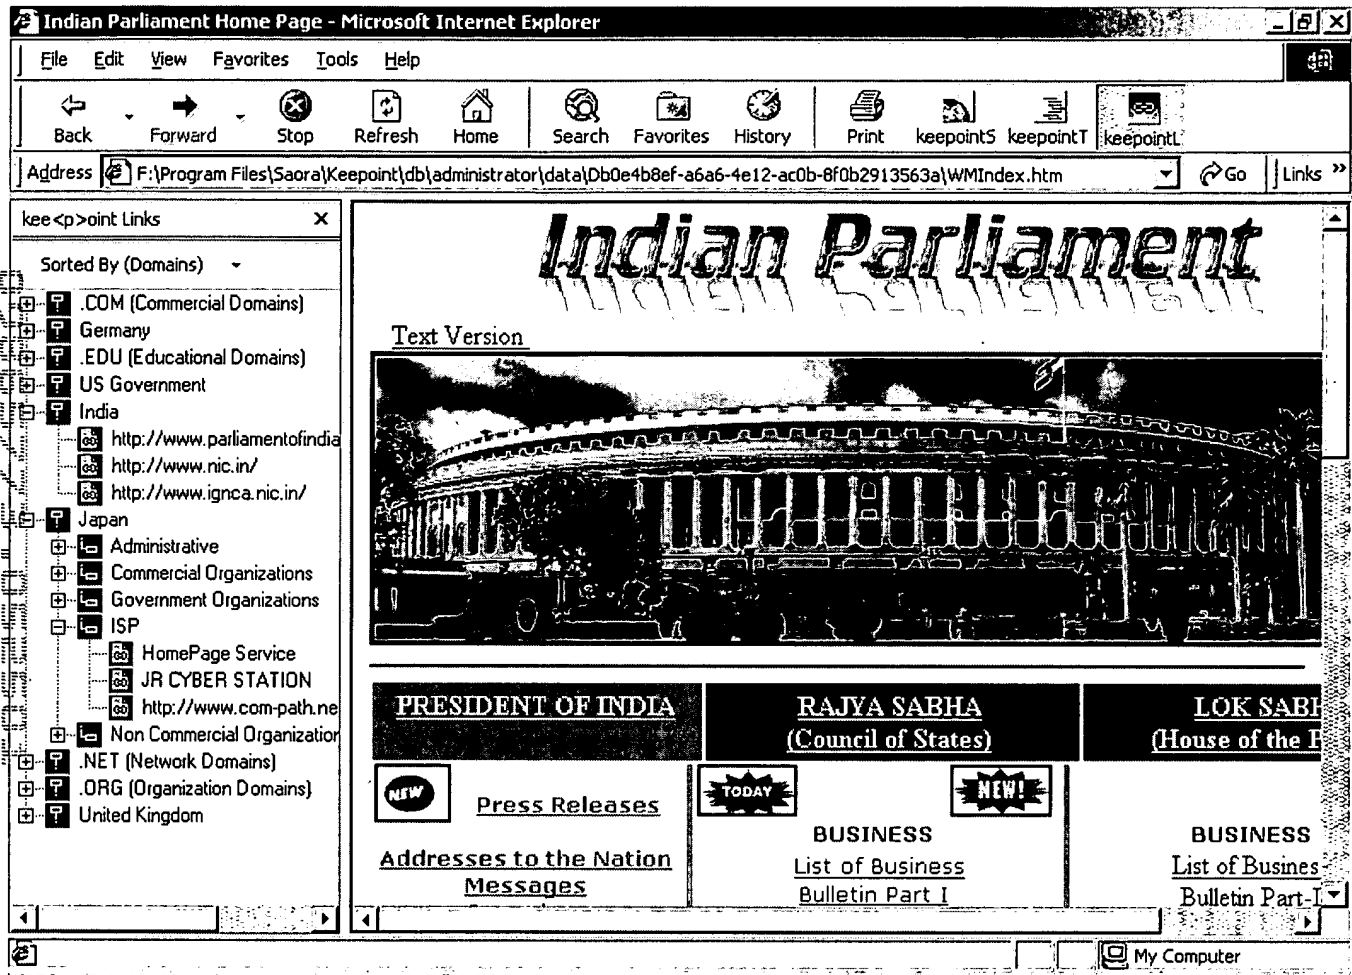 Indian Parliament Home Page - Microsoft Internet Explorer
File Edit View Favorites Tools Help
Back Forward Stop Refresh Home Search Favorites History Print keepointS keepointT keepointL
Address F:\Program Files\Saora\Keepoint\db\administrator\data\Db0e4b8ef-a6a6-4e12-ac0b-8f0b2913563a\WMIndex.htm Go Links »
kee<p>oint Links
Sorted By (Domains)
.COM (Commercial Domains)
Germany
.EDU (Educational Domains)
US Government
India
http://www.parliamentofindia
http://www.nic.in/
http://www.ignca.nic.in/
Japan
Administrative
Commercial Organizations
Government Organizations
ISP
HomePage Service
JR CYBER STATION
http://www.com-path.ne
Non Commercial Organization
.NET (Network Domains)
.ORG (Organization Domains)
United Kingdom
Indian Parliament
Text Version
PRESIDENT OF INDIA
NEW
Press Releases
Addresses to the Nation
Messages
RAJYA SABHA
(Council of States)
TODAY NEW!
BUSINESS
List of Business
Bulletin Part I
LOK SABH
(House of the P
BUSINESS
List of Busines
Bulletin Part-I
My Computer